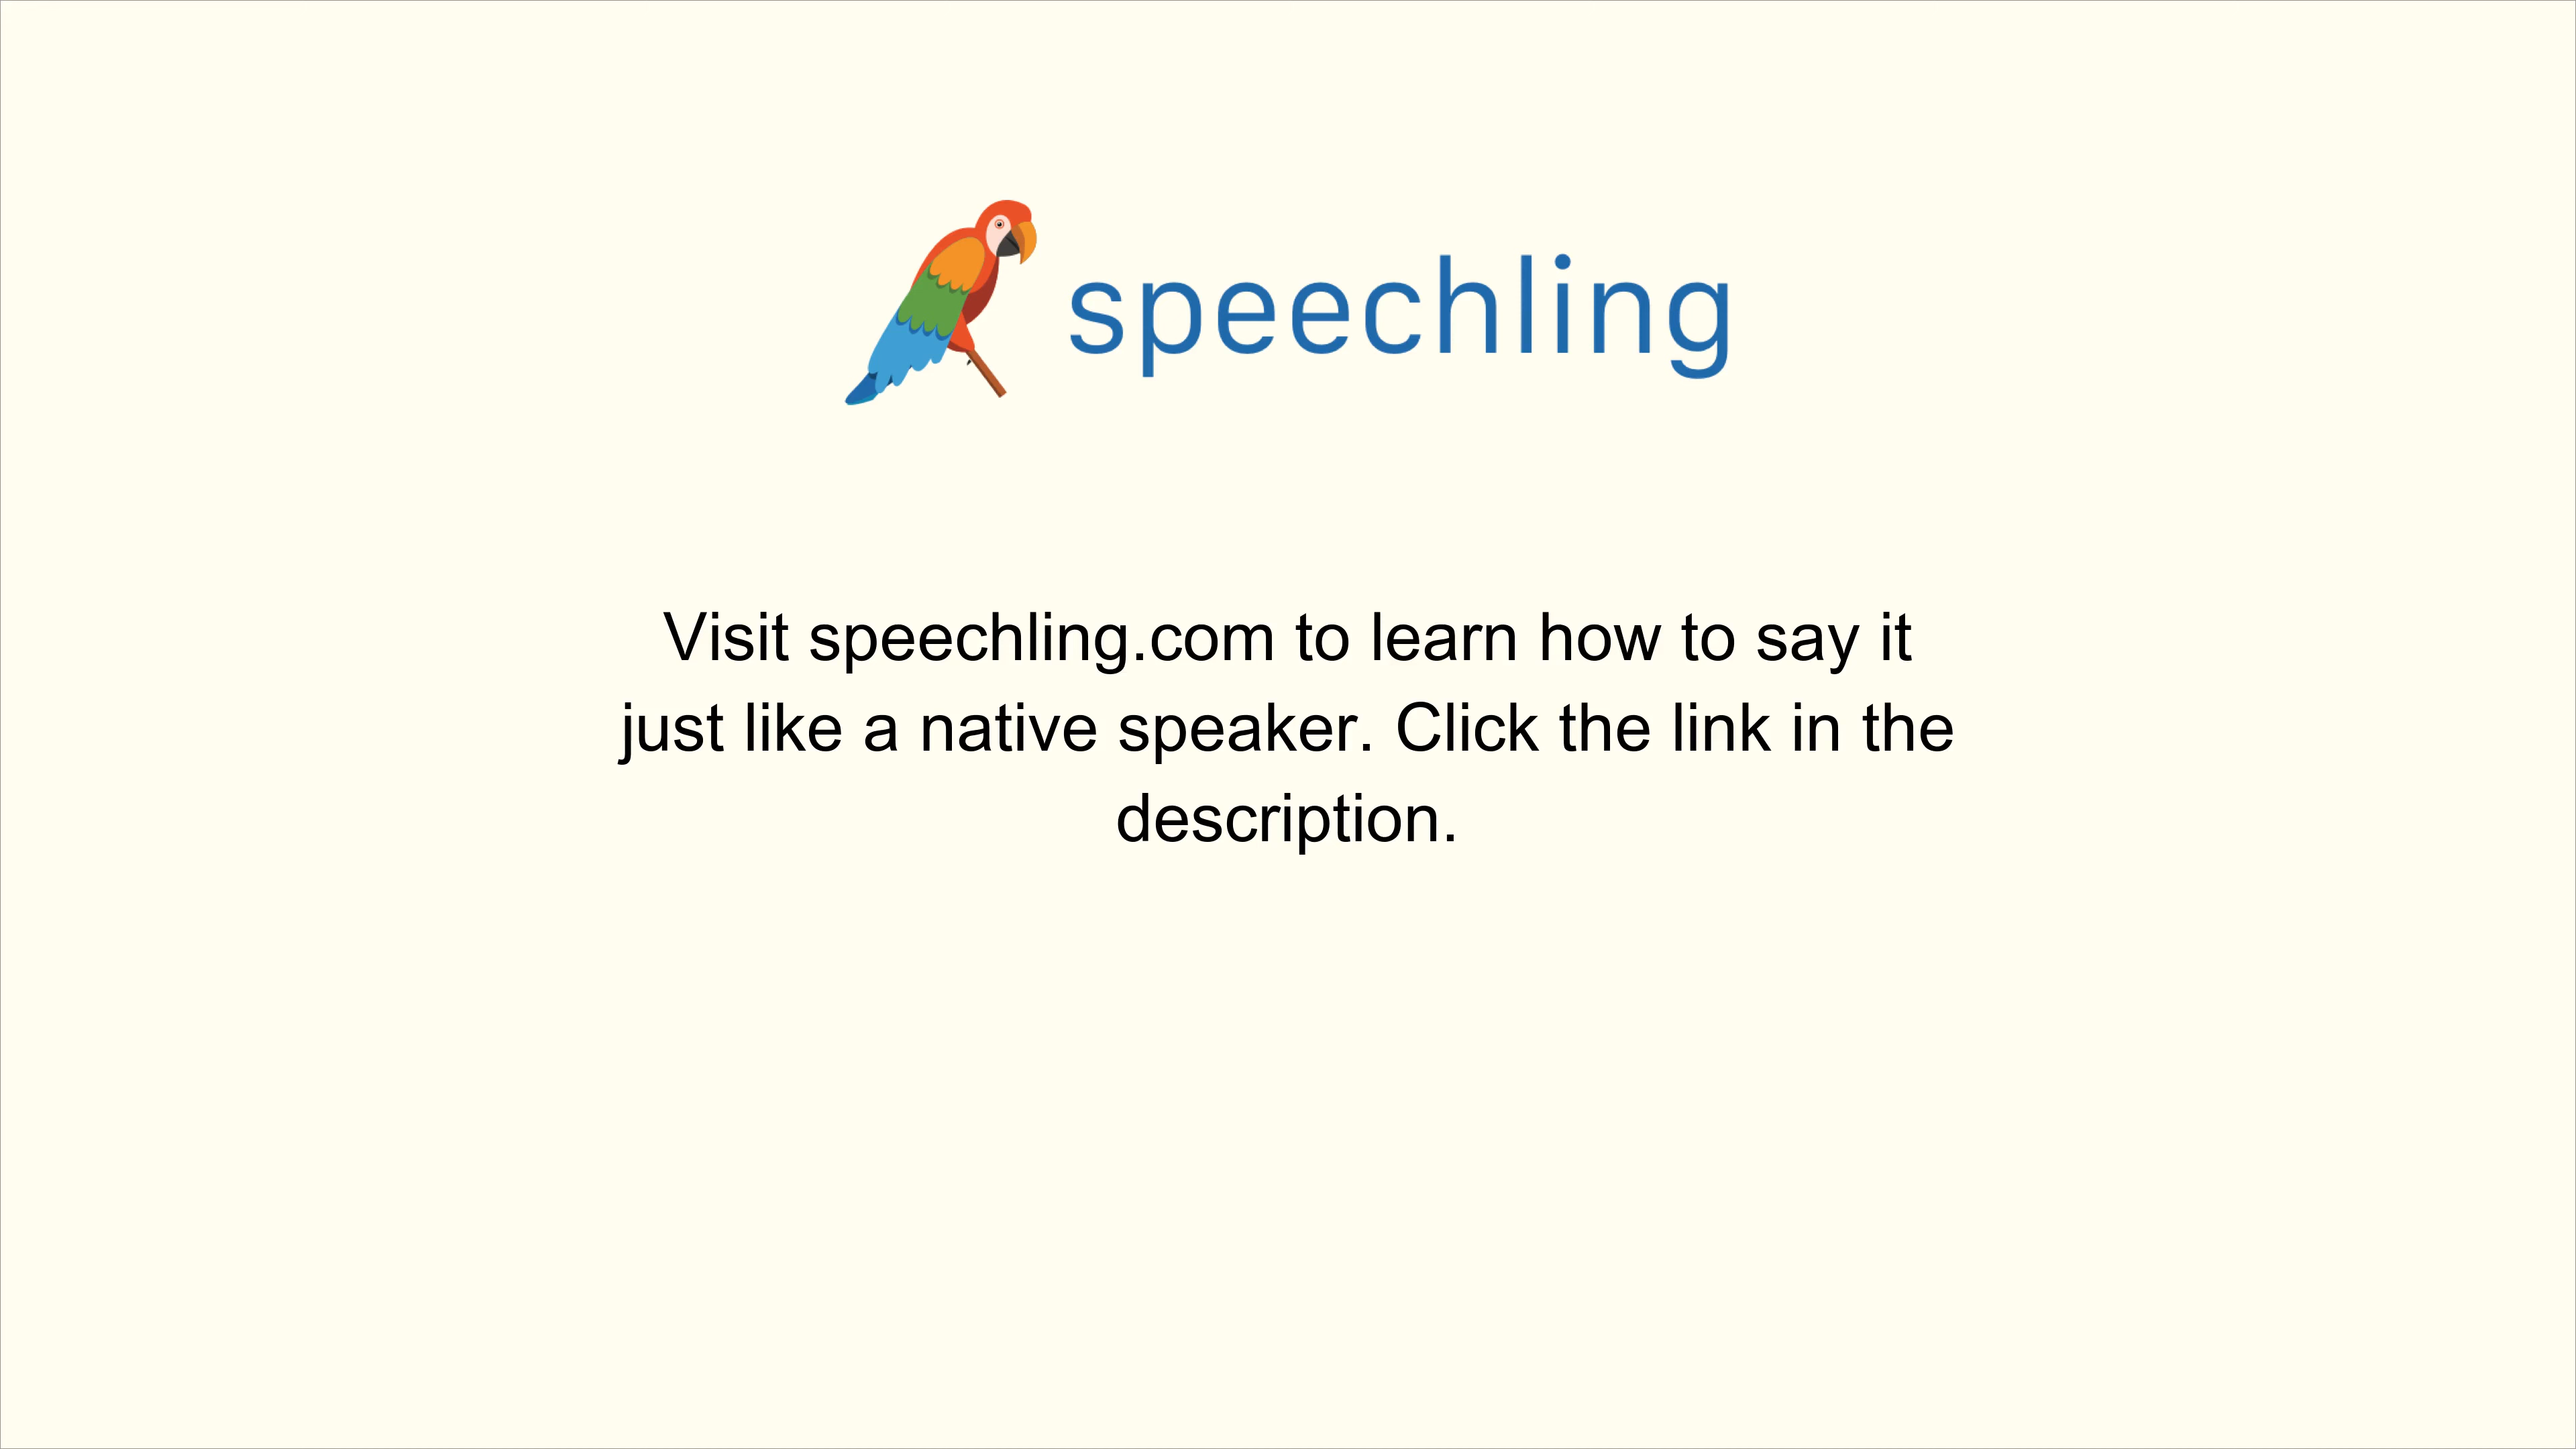 speechling
Visit speechling.com to learn how to say it
just like a native speaker. Click the link in the
description.